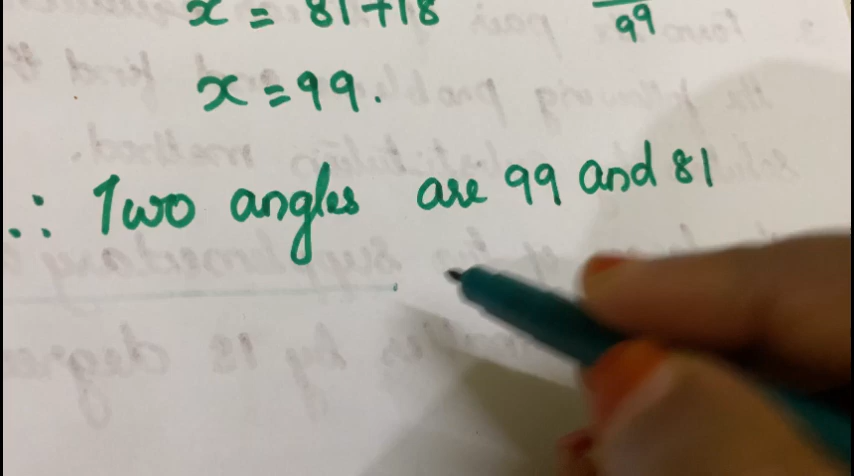 x = 81+18
99
x = 99.
∴ Two angles are 99 and 81